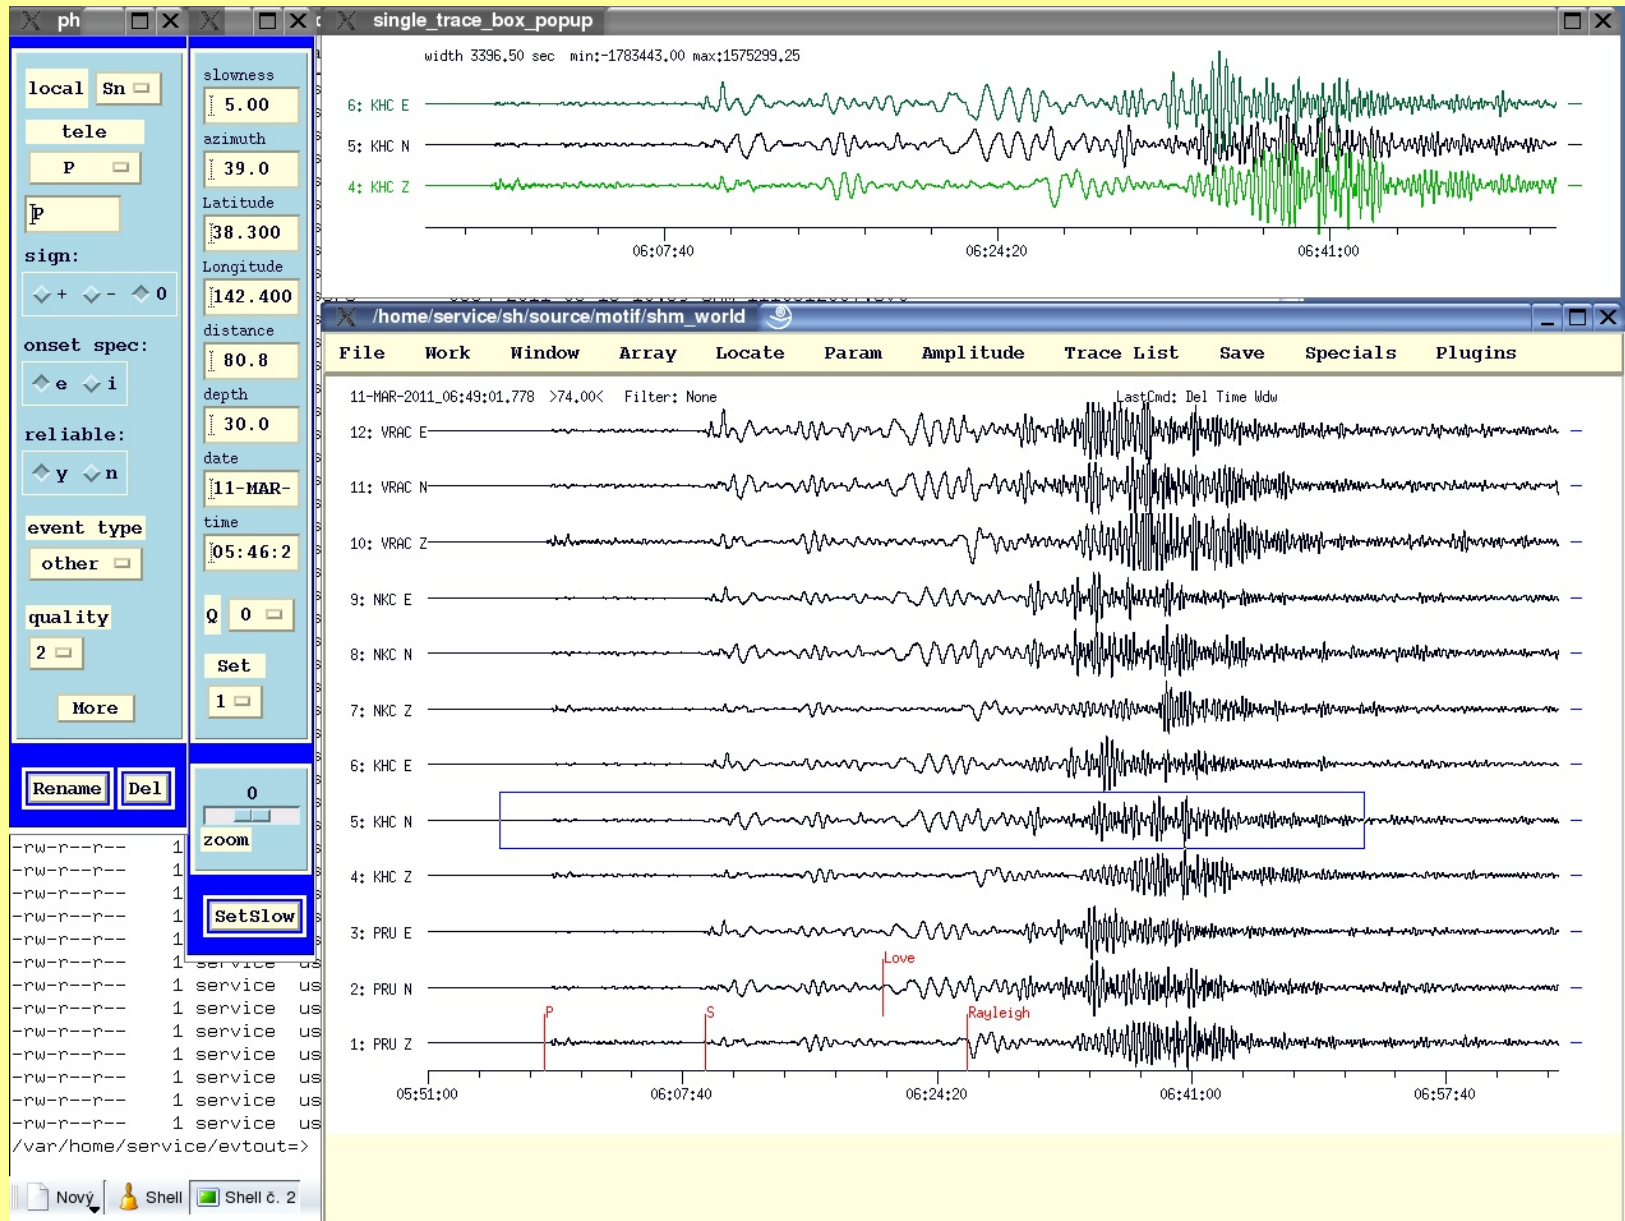 ph
local Sn
tele
P
P
sign:
+ - 0
onset spec:
e i
reliable:
y n
event type
other
quality
2
More
Rename Del
slowness
5.00
azimuth
39.0
Latitude
38.300
Longitude
142.400
distance
80.8
depth
30.0
date
11-MAR-
time
05:46:2
Q 0
Set
1
0
zoom
SetSlow
single_trace_box_popup
width 3396.50 sec min:-1783443.00 max:1575299.25
6: KHC E
5: KHC N
4: KHC Z
06:07:40 06:24:20 06:41:00
/home/service/sh/source/motif/shm_world
File Work Window Array Locate Param Amplitude Trace List Save Specials Plugins
11-MAR-2011_06:49:01.778 >74.00< Filter: None LastCmd: Del Time Wdw
12: VRAC E
11: VRAC N
10: VRAC Z
9: NKC E
8: NKC N
7: NKC Z
6: KHC E
5: KHC N
4: KHC Z
3: PRU E
Love
2: PRU N
P S Rayleigh
1: PRU Z
05:51:00 06:07:40 06:24:20 06:41:00 06:57:40
-rw-r--r-- 1
-rw-r--r-- 1
-rw-r--r-- 1
-rw-r--r-- 1
-rw-r--r-- 1
-rw-r--r-- 1 service us
-rw-r--r-- 1 service us
-rw-r--r-- 1 service us
-rw-r--r-- 1 service us
-rw-r--r-- 1 service us
-rw-r--r-- 1 service us
-rw-r--r-- 1 service us
-rw-r--r-- 1 service us
/var/home/service/evtout=>
Nový Shell Shell č. 2